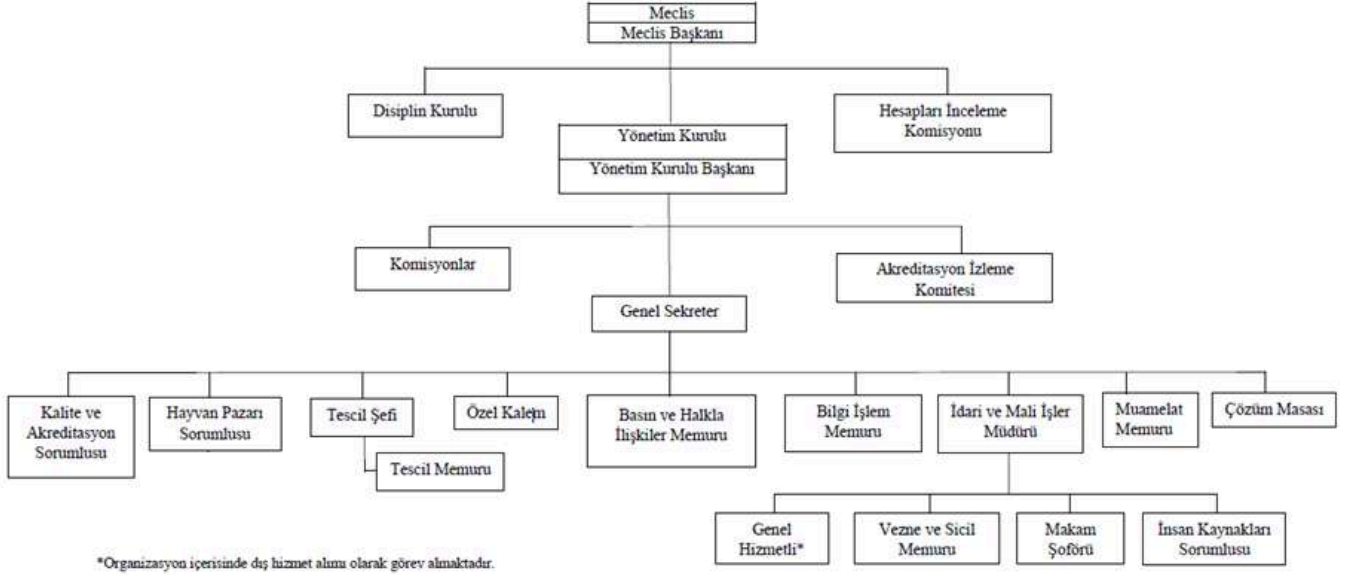 Meclis
Meclis Başkanı
Disiplin Kurulu
Hesapları İnceleme
Komisyonu
Yönetim Kurulu
Yönetim Kurulu Başkanı
Komisyonlar
Akreditasyon İzleme
Komitesi
Genel Sekreter
Kalite ve
Akreditasyon
Sorumlusu
Hayvan Pazarı
Sorumlusu
Tescil Şefi
Tescil Memuru
Özel Kalem
Basın ve Halkla
İlişkiler Memuru
Bilgi İşlem
Memuru
İdari ve Mali İşler
Müdürü
Muamelat
Memuru
Çözüm Masası
Genel
Hizmetli*
Vezne ve Sicil
Memuru
Makam
Şoförü
İnsan Kaynakları
Sorumlusu
*Organizasyon içerisinde dış hizmet alımı olarak görev almaktadır.